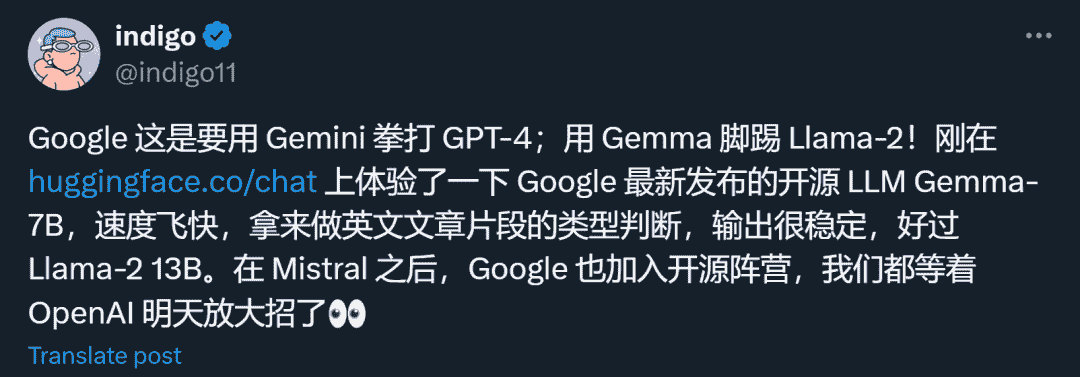 indigo
@indigo11
Google 这是要用 Gemini 拳打 GPT-4；用 Gemma 脚踢 Llama-2！刚在
huggingface.co/chat 上体验了一下 Google 最新发布的开源 LLM Gemma-
7B，速度飞快，拿来做英文文章片段的类型判断，输出很稳定，好过
Llama-2 13B。在 Mistral 之后，Google 也加入开源阵营，我们都等着
OpenAI 明天放大招了👀
Translate post